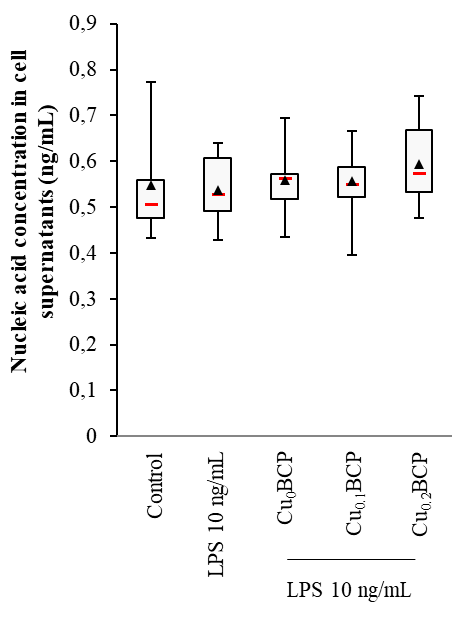 Nucleic acid concentration in cell
supernatants (ng/mL)
0,9
0,8
0,7
0,6
0,5
0,4
0,3
0,2
0,1
0
Control
LPS 10 ng/mL
Cu0BCP
Cu0.1BCP
Cu0.2BCP
LPS 10 ng/mL